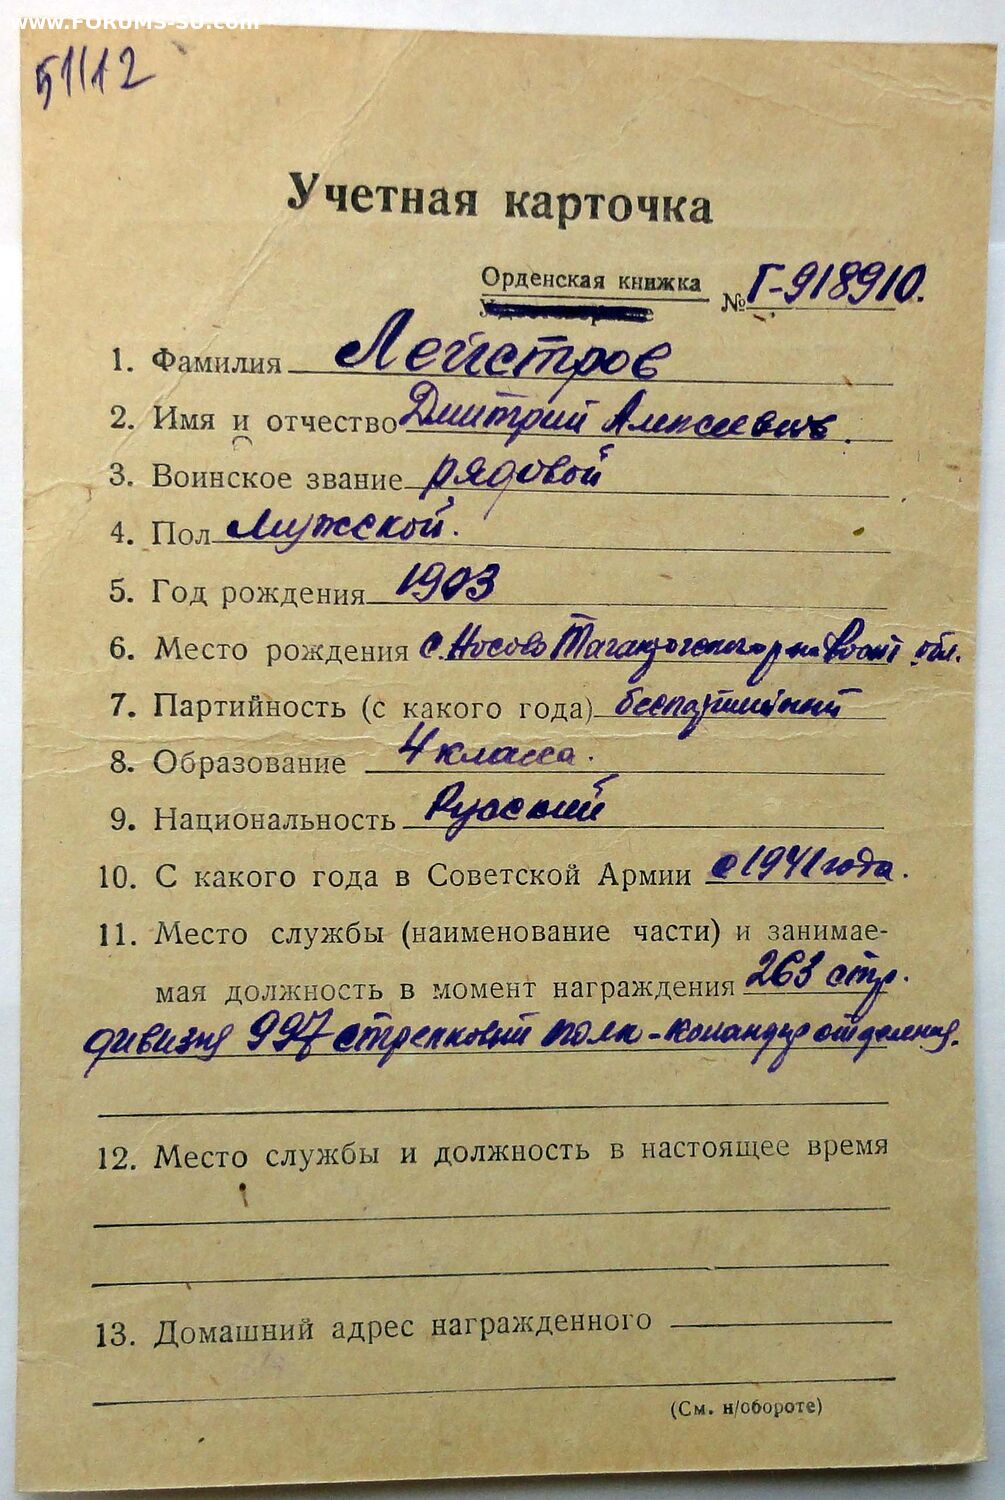 www.FORUMS-SU.com
51112
Учетная карточка
Орденская книжка № Г-918910.
1. Фамилия Лейстров
2. Имя и отчество Дмитрий Алексеевич.
3. Воинское звание рядовой
4. Пол Мужской.
5. Год рождения 1903
6. Место рождения с. Носово Таганрогского р-на обл.
7. Партийность (с какого года) беспартийный
8. Образование 4 класса.
9. Национальность Русский
10. С какого года в Советской Армии с 1941 года.
11. Место службы (наименование части) и занимае-
мая должность в момент награждения 263 стр.
дивизия 997 стрелковый полк - командир отделения.
12. Место службы и должность в настоящее время
13. Домашний адрес награжденного
(См. н/обороте)